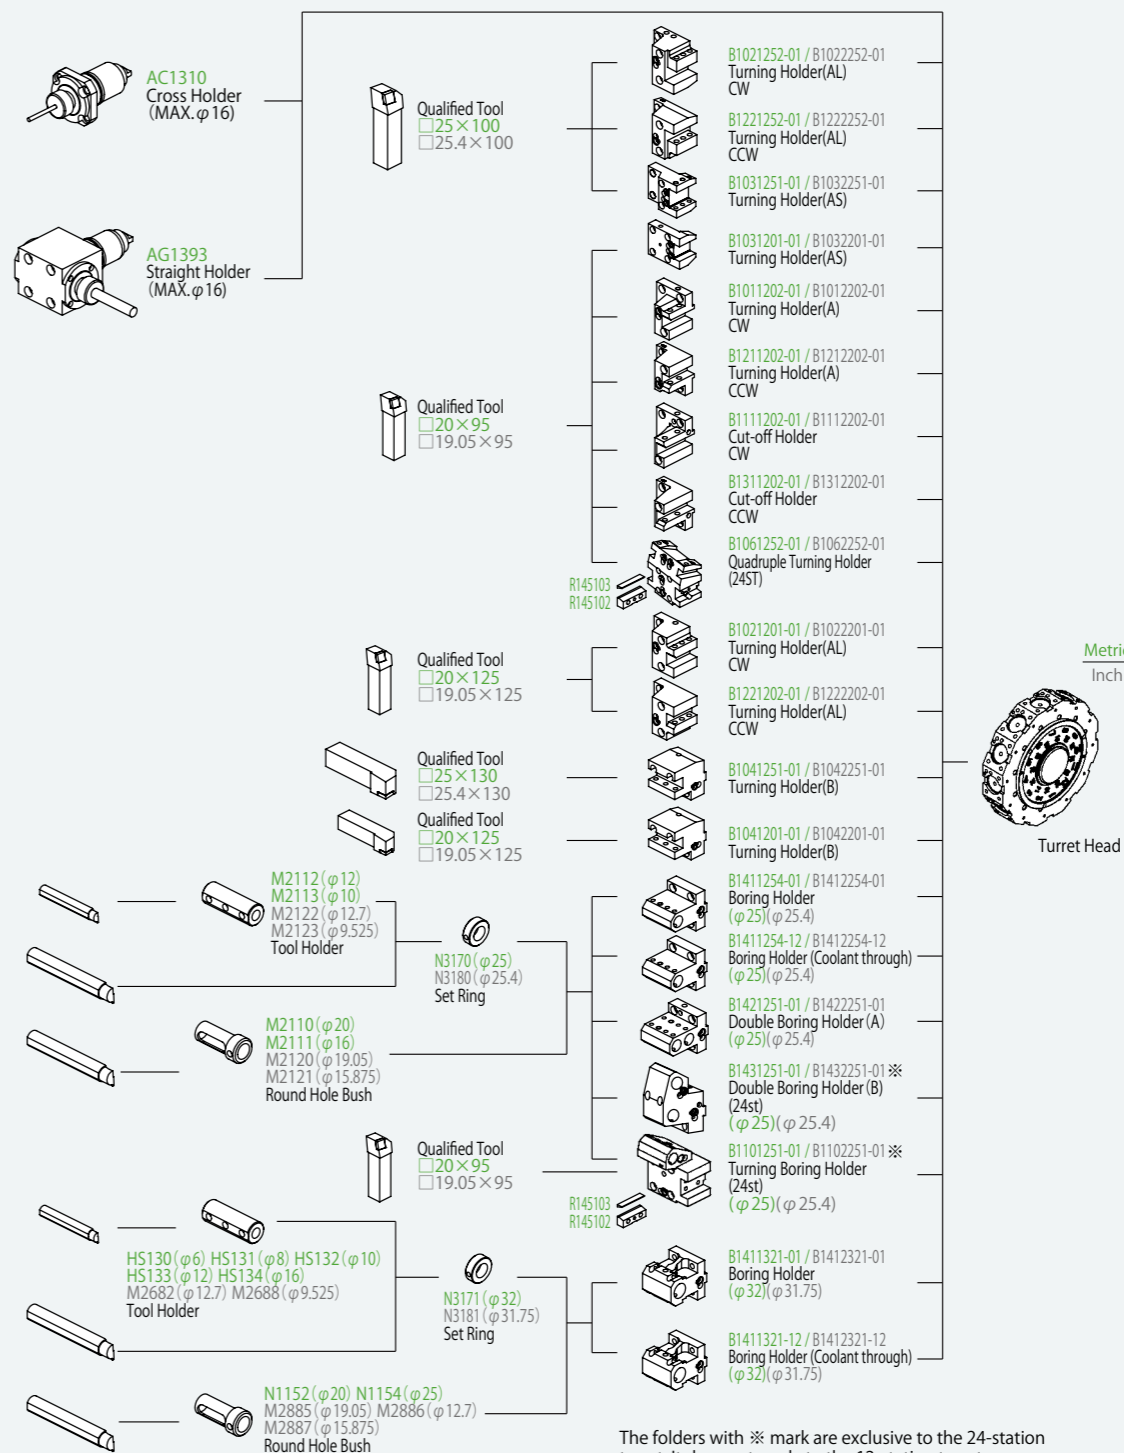 AC1310
Cross Holder
(MAX.φ16)
AG1393
Straight Holder
(MAX.φ16)
Qualified Tool
□25×100
□25.4×100
B1021252-01 / B1022252-01
Turning Holder(AL)
CW
B1221252-01 / B1222252-01
Turning Holder(AL)
CCW
B1031251-01 / B1032251-01
Turning Holder(AS)
Qualified Tool
□20×95
□19.05×95
B1031201-01 / B1032201-01
Turning Holder(AS)
B1011202-01 / B1012202-01
Turning Holder(A)
CW
B1211202-01 / B1212202-01
Turning Holder(A)
CCW
B1111202-01 / B1112202-01
Cut-off Holder
CW
B1311202-01 / B1312202-01
Cut-off Holder
CCW
B1061252-01 / B1062252-01
Quadruple Turning Holder
(24ST)
R145103
R145102
Qualified Tool
□20×125
□19.05×125
B1021201-01 / B1022201-01
Turning Holder(AL)
CW
B1221202-01 / B1222202-01
Turning Holder(AL)
CCW
Qualified Tool
□25×130
□25.4×130
B1041251-01 / B1042251-01
Turning Holder(B)
Qualified Tool
□20×125
□19.05×125
B1041201-01 / B1042201-01
Turning Holder(B)
Metric
Inch
Turret Head
M2112(φ12)
M2113(φ10)
M2122(φ12.7)
M2123(φ9.525)
Tool Holder
N3170(φ25)
N3180(φ25.4)
Set Ring
M2110(φ20)
M2111(φ16)
M2120(φ19.05)
M2121(φ15.875)
Round Hole Bush
B1411254-01 / B1412254-01
Boring Holder
(φ25)(φ25.4)
B1411254-12 / B1412254-12
Boring Holder (Coolant through)
(φ25)(φ25.4)
B1421251-01 / B1422251-01
Double Boring Holder (A)
(φ25)(φ25.4)
B1431251-01 / B1432251-01※
Double Boring Holder (B)
(24st)
(φ25)(φ25.4)
Qualified Tool
□20×95
□19.05×95
B1101251-01 / B1102251-01※
Turning Boring Holder
(24st)
(φ25)(φ25.4)
R145103
R145102
HS130(φ6) HS131(φ8) HS132(φ10)
HS133(φ12) HS134(φ16)
M2682(φ12.7) M2688(φ9.525)
Tool Holder
N3171(φ32)
N3181(φ31.75)
Set Ring
B1411321-01 / B1412321-01
Boring Holder
(φ32)(φ31.75)
B1411321-12 / B1412321-12
Boring Holder (Coolant through)
(φ32)(φ31.75)
N1152(φ20) N1154(φ25)
M2885(φ19.05) M2886(φ12.7)
M2887(φ15.875)
Round Hole Bush
The folders with ※ mark are exclusive to the 24-station